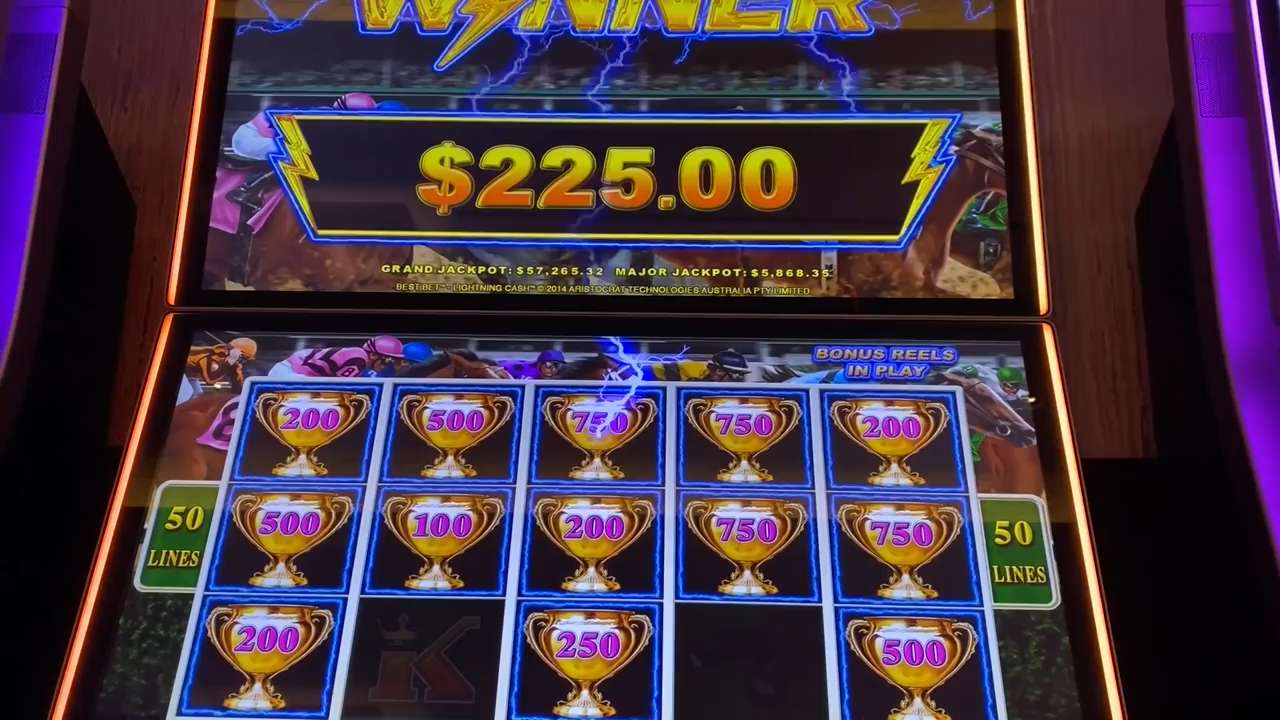 WINNER
$225.00
GRAND JACKPOT: $57,265.32 MAJOR JACKPOT: $5,868.35
BEST BET™ - LIGHTNING CASH™ © 2014 ARISTOCRAT TECHNOLOGIES AUSTRALIA PTY LIMITED
BONUS REELS
IN PLAY
200 500 750 750 200
500 100 200 750 750
50
LINES
50
LINES
200 K 250 500
8